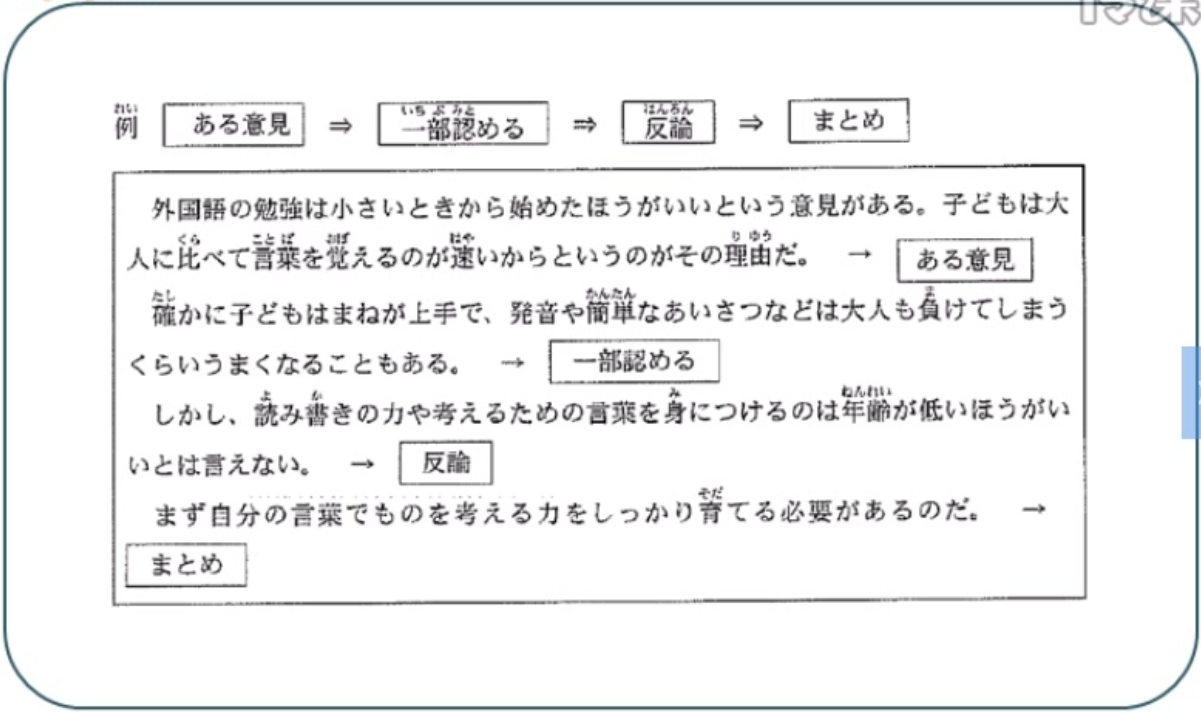 例 ある意見 ⇒ 一部認める ⇒ 反論 ⇒ まとめ
外国語の勉強は小さいときから始めたほうがいいという意見がある。子どもは大
人に比べて言葉を覚えるのが速いからというのがその理由だ。 → ある意見
確かに子どもはまねが上手で、発音や簡単なあいさつなどは大人も負けてしまう
くらいうまくなることもある。 → 一部認める
しかし、読み書きの力や考えるための言葉を身につけるのは年齢が低いほうがい
いとは言えない。 → 反論
まず自分の言葉でものを考える力をしっかり育てる必要があるのだ。 →
まとめ